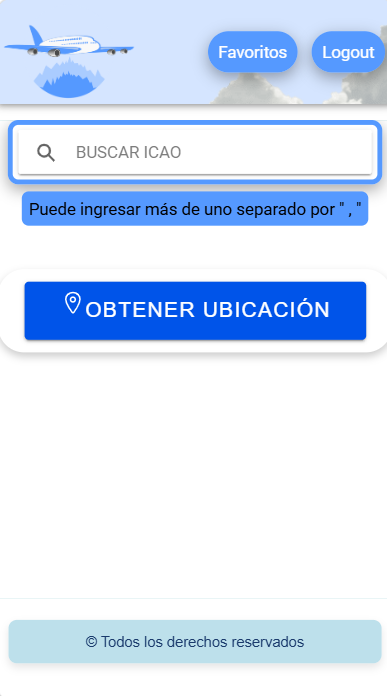 Favoritos Logout
BUSCAR ICAO
Puede ingresar más de uno separado por " , "
OBTENER UBICACIÓN
© Todos los derechos reservados